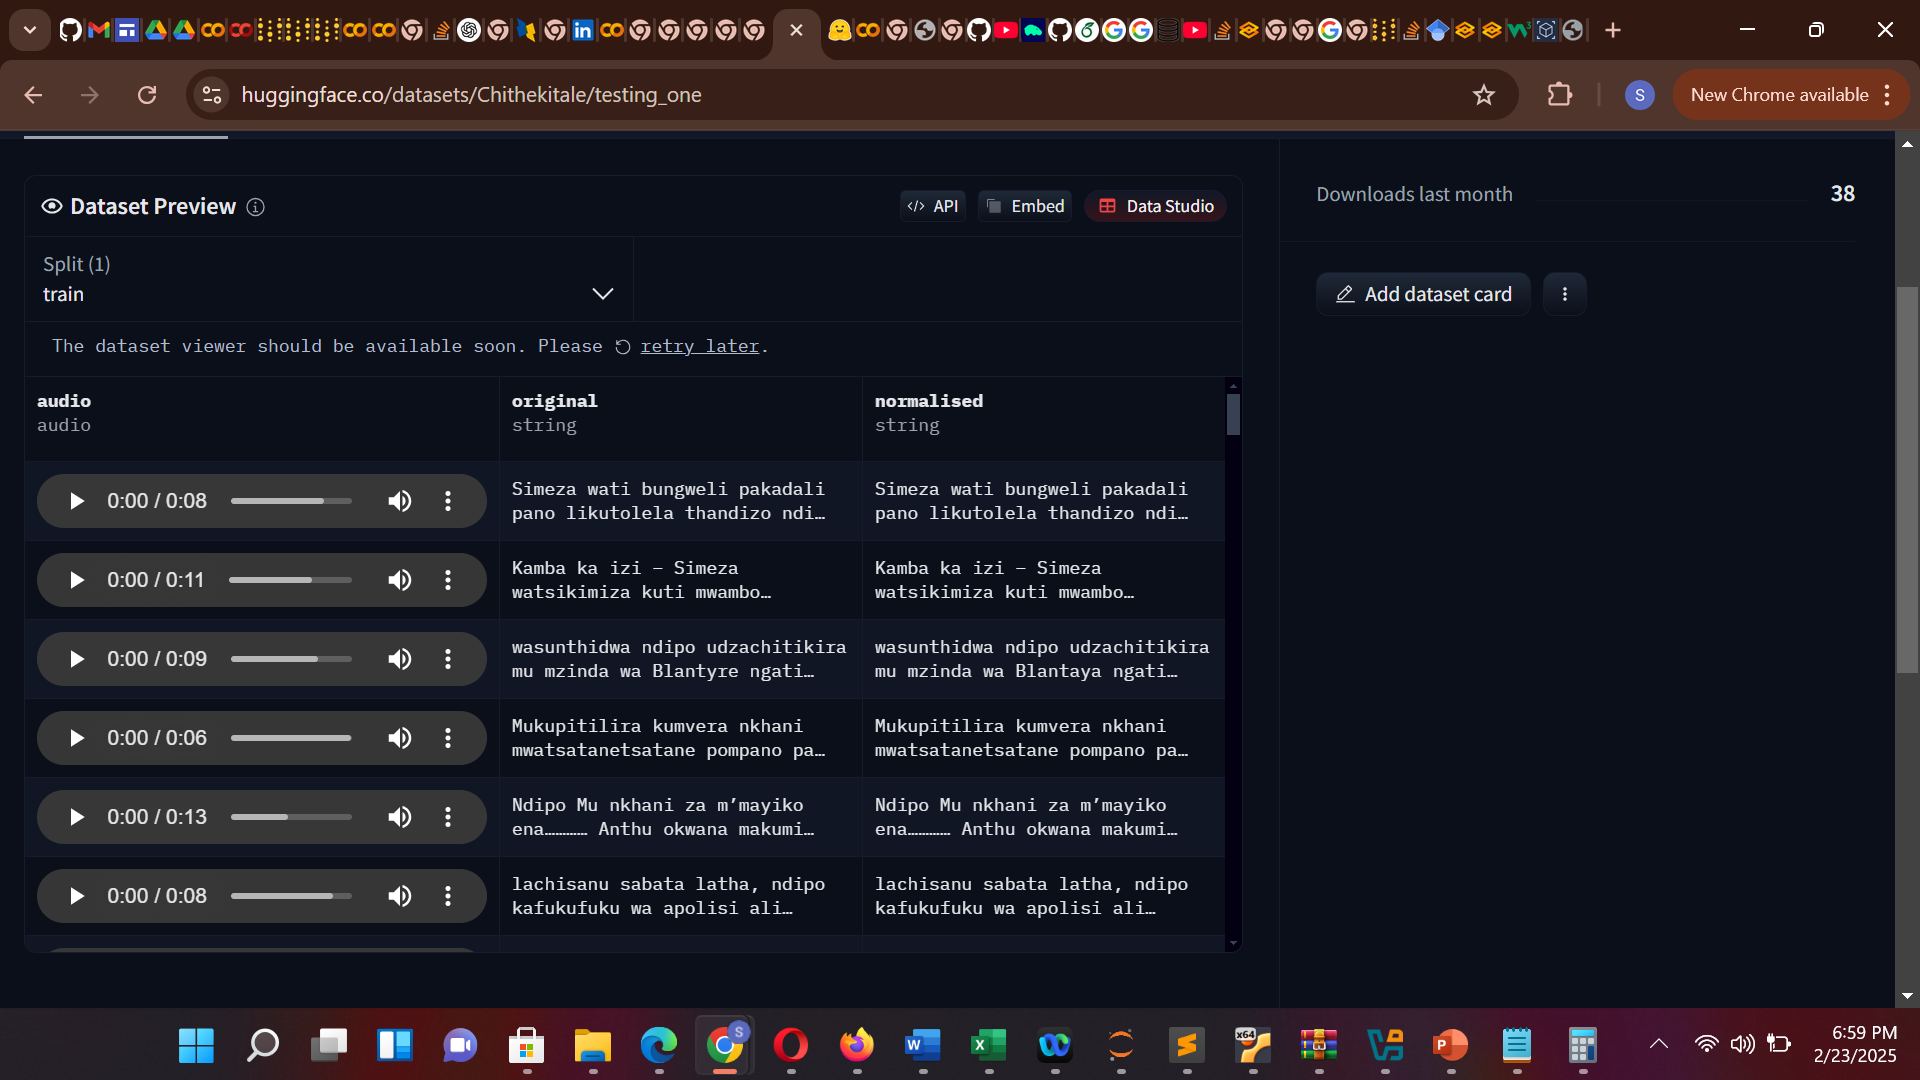 huggingface.co/datasets/Chithekitale/testing_one
S
New Chrome available
Dataset Preview
API
Embed
Data Studio
Split (1)
train
The dataset viewer should be available soon. Please retry later.
audio
audio
original
string
normalised
string
0:00 / 0:08
Simeza wati bungweli pakadali
pano likutolela thandizo ndi…
Simeza wati bungweli pakadali
pano likutolela thandizo ndi…
0:00 / 0:11
Kamba ka izi – Simeza
watsikimiza kuti mwambo…
Kamba ka izi – Simeza
watsikimiza kuti mwambo…
0:00 / 0:09
wasunthidwa ndipo udzachitikira
mu mzinda wa Blantyre ngati…
wasunthidwa ndipo udzachitikira
mu mzinda wa Blantaya ngati…
0:00 / 0:06
Mukupitilira kumvera nkhani
mwatsatanetsatane pompano pa…
Mukupitilira kumvera nkhani
mwatsatanetsatane pompano pa…
0:00 / 0:13
Ndipo Mu nkhani za m’mayiko
ena………… Anthu okwana makumi…
Ndipo Mu nkhani za m’mayiko
ena………… Anthu okwana makumi…
0:00 / 0:08
lachisanu sabata latha, ndipo
kafukufuku wa apolisi ali…
lachisanu sabata latha, ndipo
kafukufuku wa apolisi ali…
Downloads last month
38
Add dataset card
6:59 PM
2/23/2025